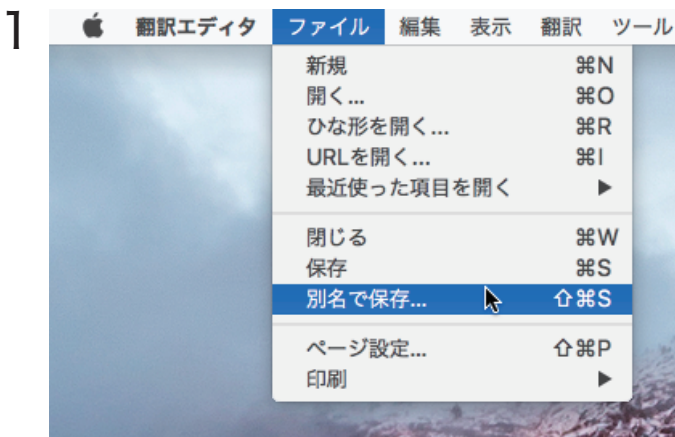 1
翻訳エディタ ファイル 編集 表示 翻訳 ツール
新規 ⌘N
開く... ⌘O
ひな形を開く... ⌘R
URLを開く... ⌘I
最近使った項目を開く ▶
閉じる ⌘W
保存 ⌘S
別名で保存... ⇧⌘S
ページ設定... ⇧⌘P
印刷 ▶